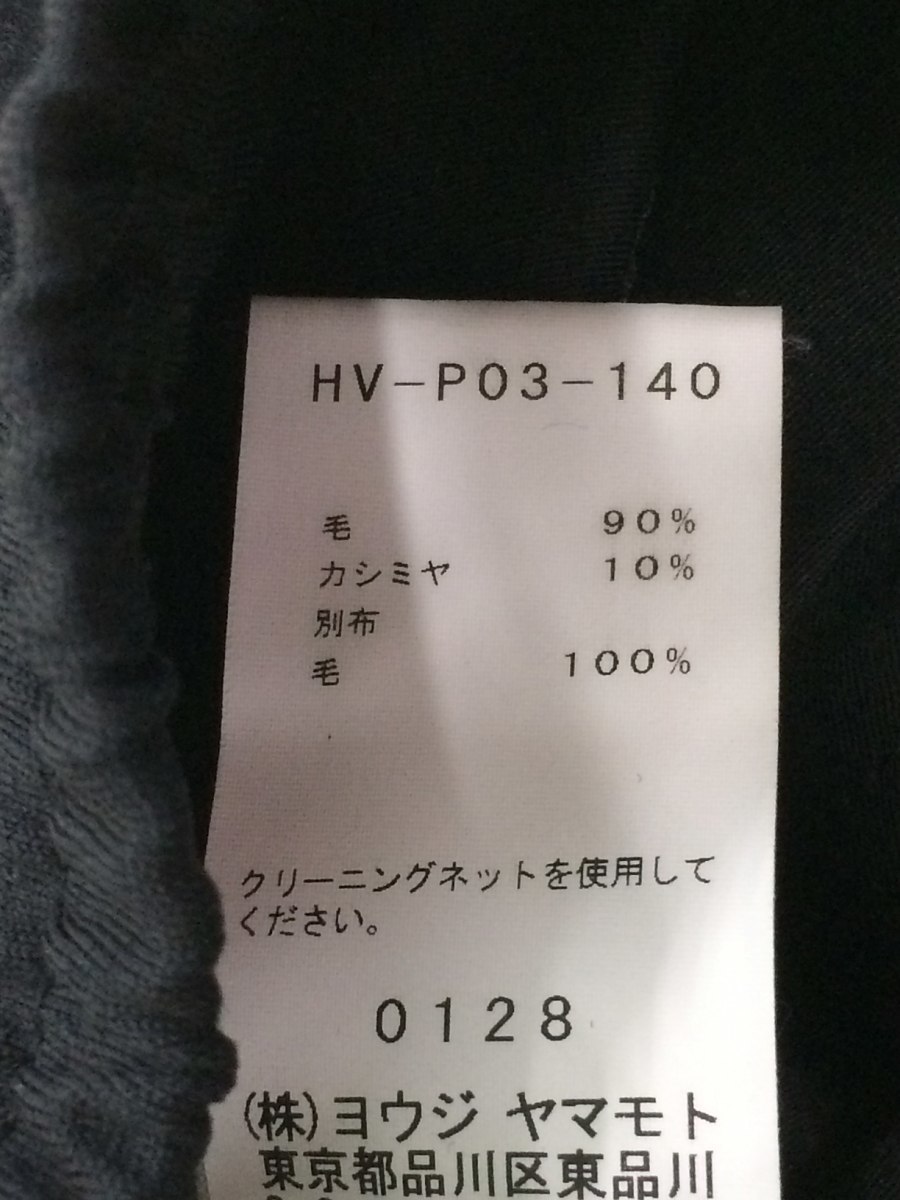 HV-P03-140
毛 90%
カシミヤ 10%
別布
毛 100%
クリーニングネットを使用して
ください。
0128
(株)ヨウジ ヤマモト
東京都品川区東品川